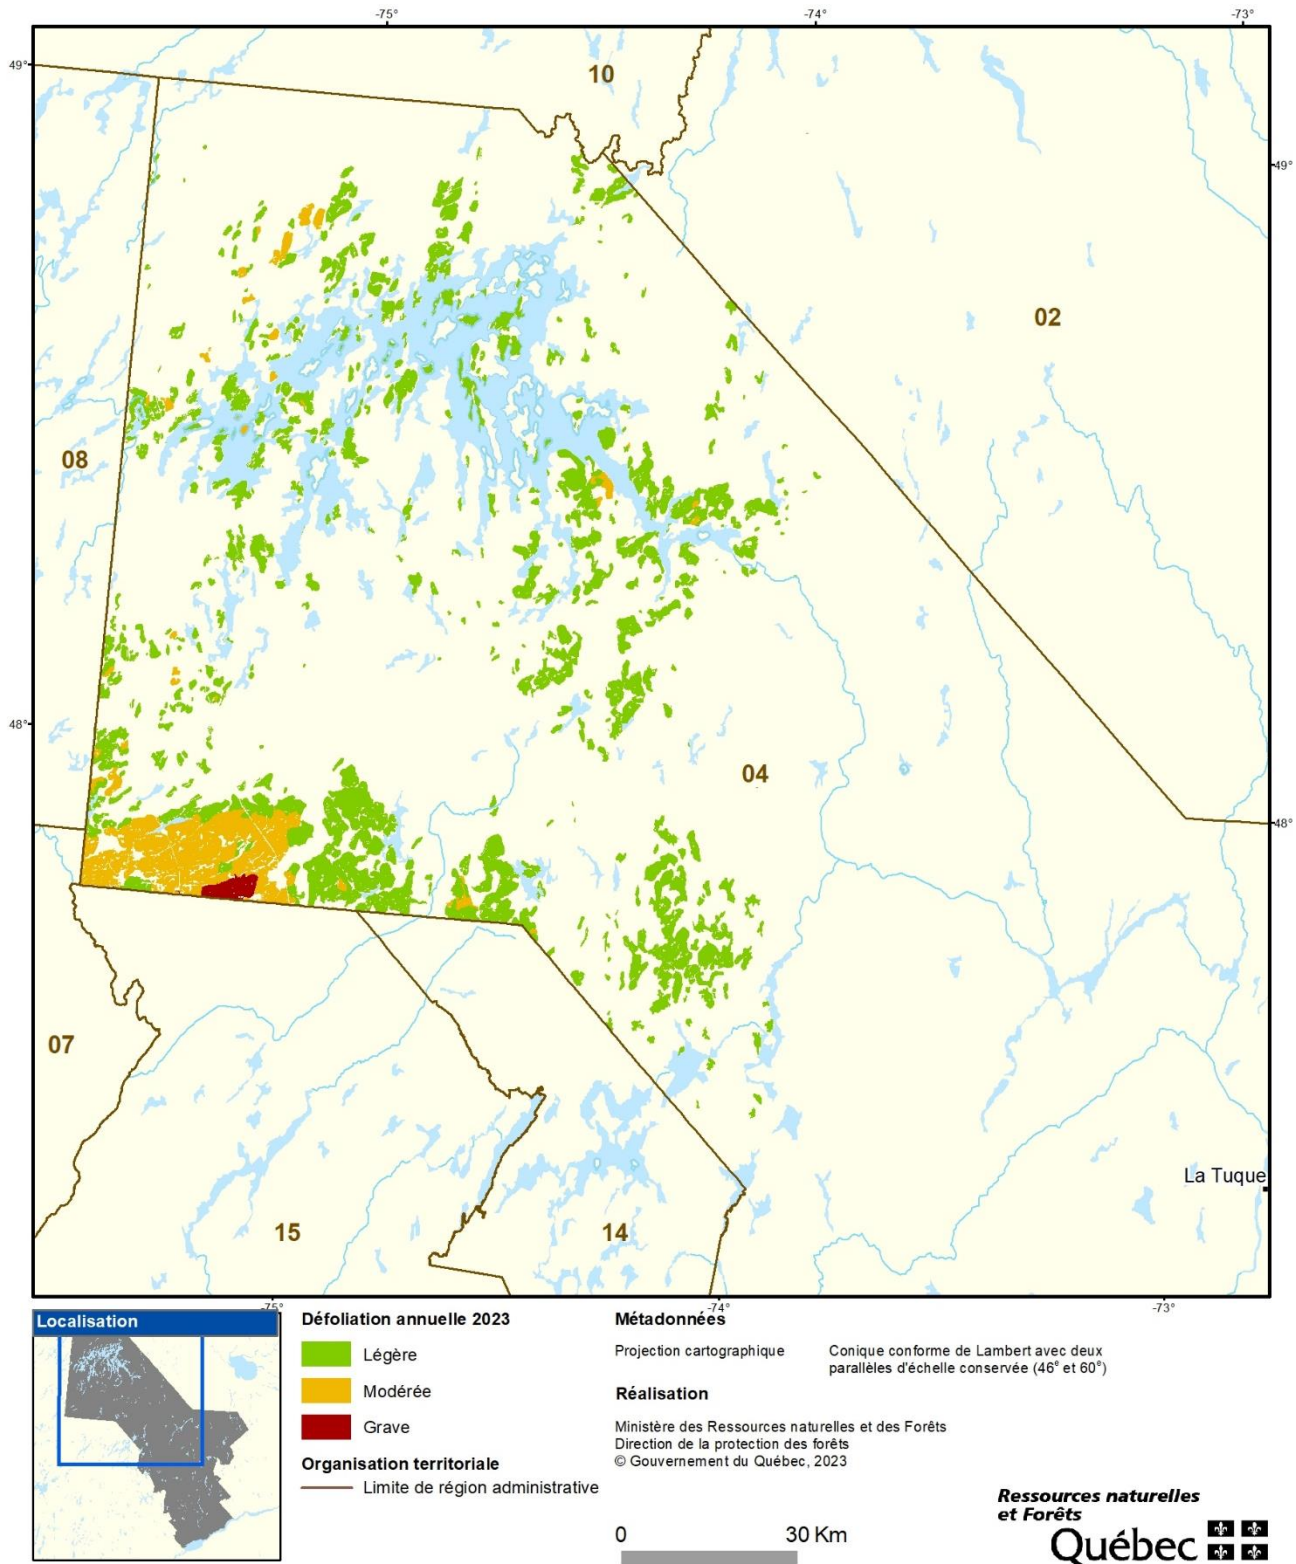 -75°
-74°
-73°
49°
10
49°
02
08
48°
04
48°
07
La Tuque
15
14
-75°
-74°
-73°
Localisation
Défoliation annuelle 2023
Légère
Modérée
Grave
Organisation territoriale
Limite de région administrative
Métadonnées
Projection cartographique
Conique conforme de Lambert avec deux
parallèles d'échelle conservée (46e et 60e)
Réalisation
Ministère des Ressources naturelles et des Forêts
Direction de la protection des forêts
© Gouvernement du Québec, 2023
0 30 Km
Ressources naturelles
et Forêts
Québec